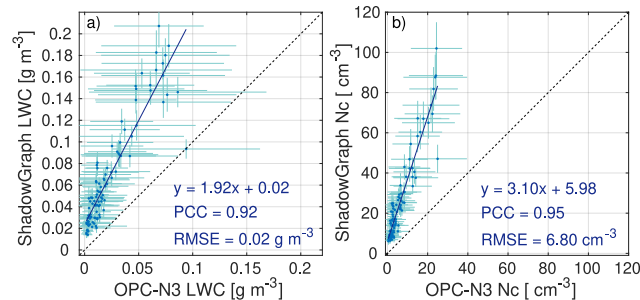 a)
ShadowGraph LWC [g m-3]
0.2
0.18
0.16
0.14
0.12
0.1
0.08
0.06
0.04
0.02
0
y = 1.92x + 0.02
PCC = 0.92
RMSE = 0.02 g m-3
0 0.05 0.1 0.15 0.2
OPC-N3 LWC [g m-3]
b)
ShadowGraph Nc [ cm-3]
120
100
80
60
40
20
0
y = 3.10x + 5.98
PCC = 0.95
RMSE = 6.80 cm-3
0 20 40 60 80 100 120
OPC-N3 Nc [ cm-3]